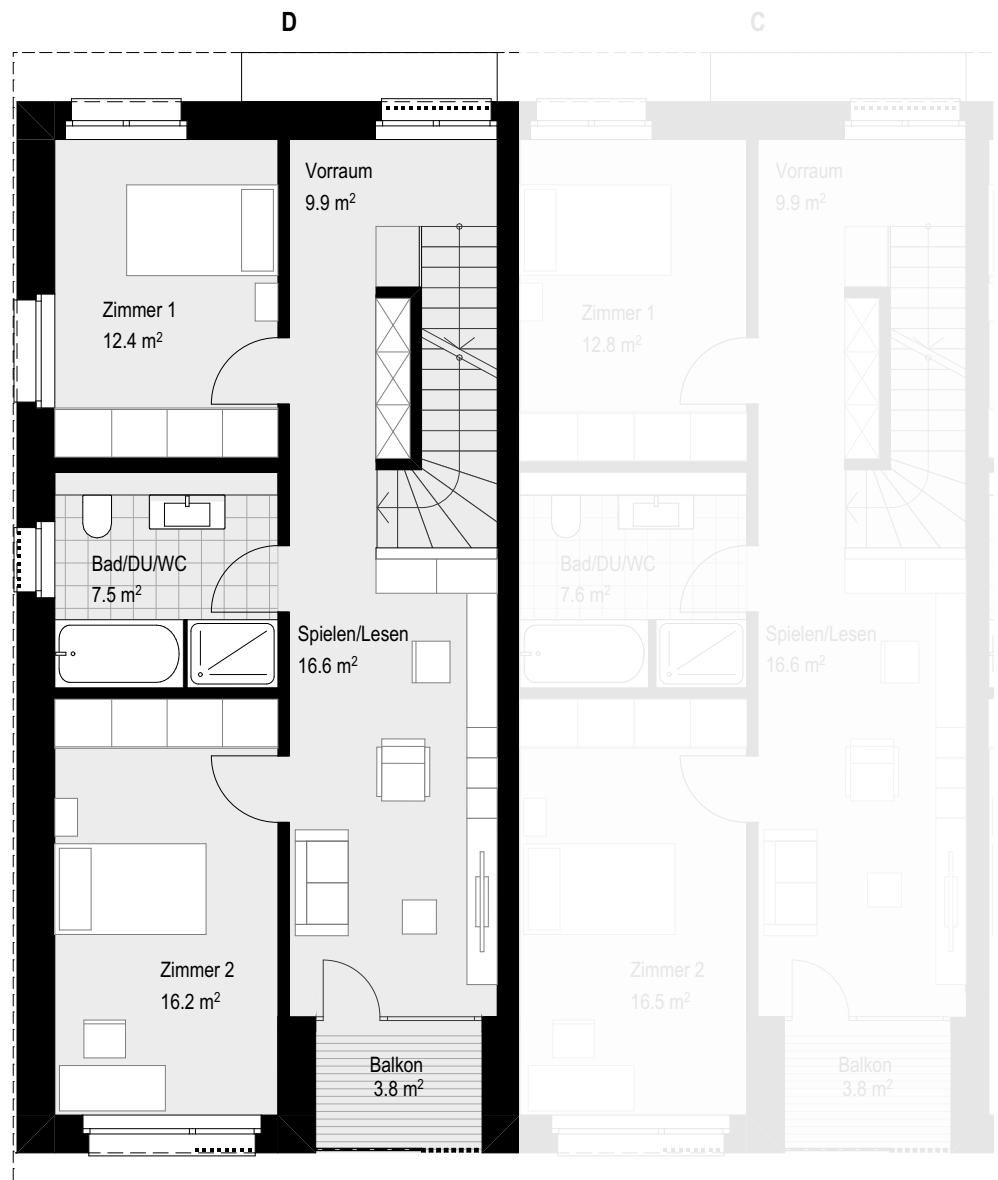 D
C
Vorraum
9.9 m²
Vorraum
9.9 m²
Zimmer 1
12.4 m²
Zimmer 1
12.8 m²
Bad/DU/WC
7.5 m²
Bad/DU/WC
7.6 m²
Spielen/Lesen
16.6 m²
Spielen/Lesen
16.6 m²
Zimmer 2
16.2 m²
Zimmer 2
16.5 m²
Balkon
3.8 m²
Balkon
3.8 m²